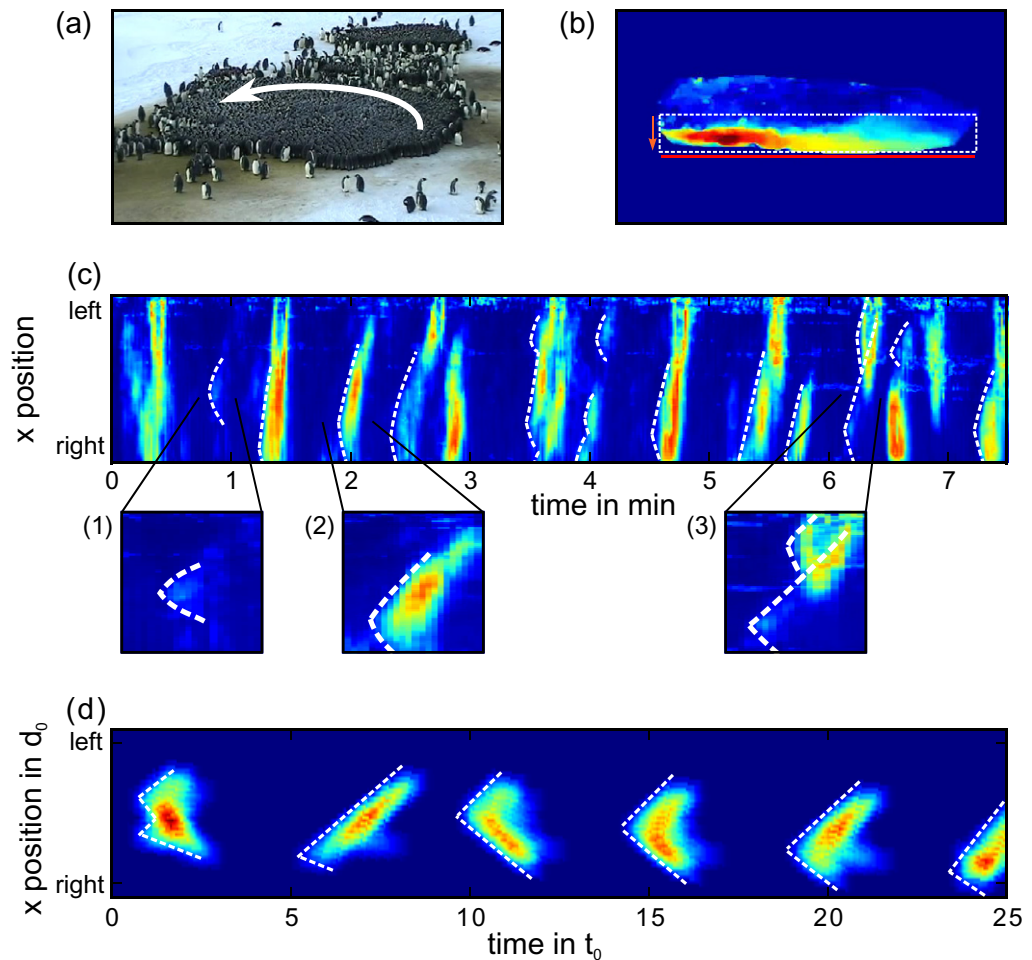 (a)
(b)
(c)
x position
left
right
0 1 2 3 4 5 6 7
time in min
(1)
(2)
(3)
(d)
x position in d₀
left
right
0 5 10 15 20 25
time in t₀